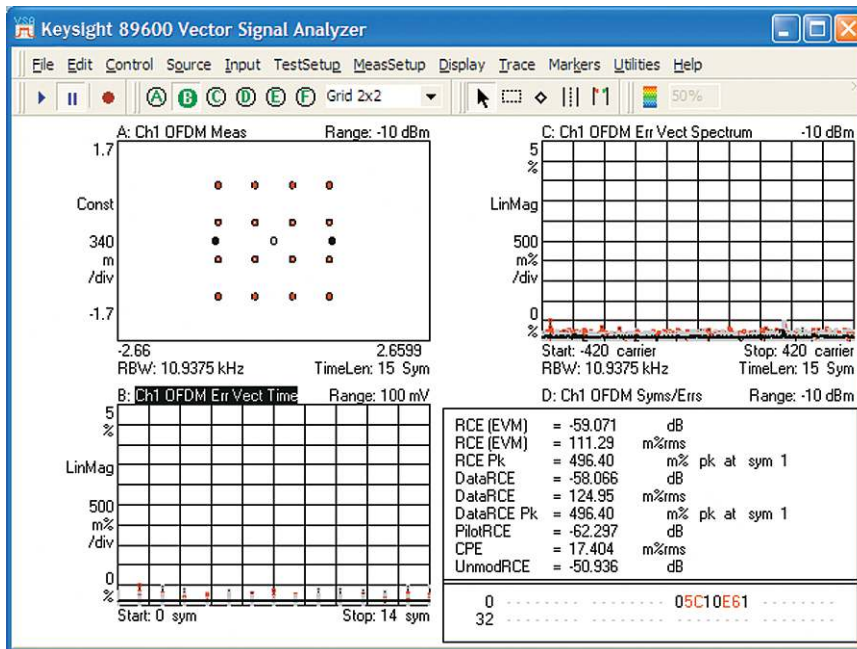 VSA
Keysight 89600 Vector Signal Analyzer
File Edit Control Source Input TestSetup MeasSetup Display Trace Markers Utilities Help
A B C D E F Grid 2x2 50%
A: Ch1 OFDM Meas Range: -10 dBm
1.7
Const
340
m
/div
-1.7
-2.66 2.6599
RBW: 10.9375 kHz TimeLen: 15 Sym
C: Ch1 OFDM Err Vect Spectrum -10 dBm
5
%
LinMag
500
m%
/div
0
%
Start: -420 carrier Stop: 420 carrier
RBW: 10.9375 kHz TimeLen: 15 Sym
B: Ch1 OFDM Err Vect Time Range: 100 mV
5
%
LinMag
500
m%
/div
0
%
Start: 0 sym Stop: 14 sym
D: Ch1 OFDM Syms/Errs Range: -10 dBm
RCE (EVM) = -59.071 dB
RCE (EVM) = 111.29 m%rms
RCE Pk = 496.40 m% pk at sym 1
DataRCE = -58.066 dB
DataRCE = 124.95 m%rms
DataRCE Pk = 496.40 m% pk at sym 1
PilotRCE = -62.297 dB
CPE = 17.404 m%rms
UnmodRCE = -50.936 dB
0 ........ ........ 05C10E61 ........
32 ........ ........ ........ ........